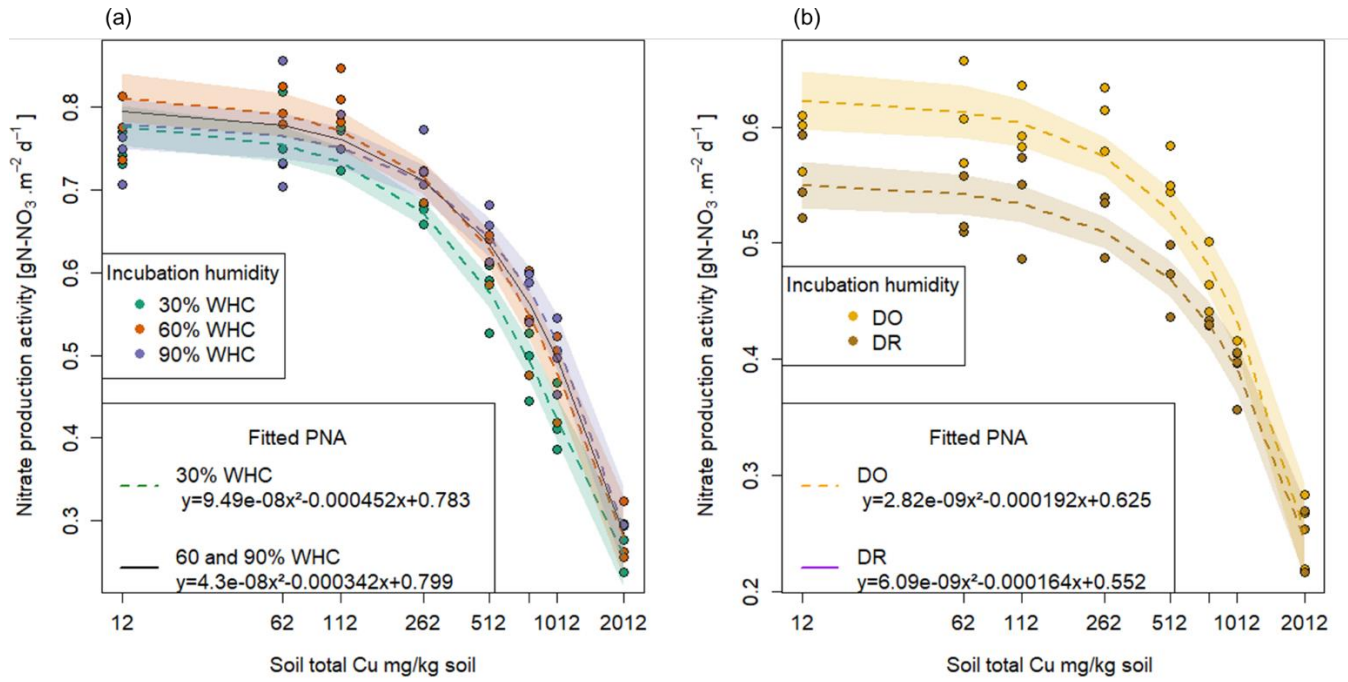 (a)
Nitrate production activity [gN-NO₃.m⁻² d⁻¹ ]
0.8
0.7
0.6
0.5
0.4
0.3
Incubation humidity
30% WHC
60% WHC
90% WHC
Fitted PNA
30% WHC
y=9.49e-08x²-0.000452x+0.783
60 and 90% WHC
y=4.3e-08x²-0.000342x+0.799
12 62 112 262 512 1012 2012
Soil total Cu mg/kg soil
(b)
Nitrate production activity [gN-NO₃.m⁻² d⁻¹ ]
0.6
0.5
0.4
0.3
0.2
Incubation humidity
DO
DR
Fitted PNA
DO
y=2.82e-09x²-0.000192x+0.625
DR
y=6.09e-09x²-0.000164x+0.552
12 62 112 262 512 1012 2012
Soil total Cu mg/kg soil